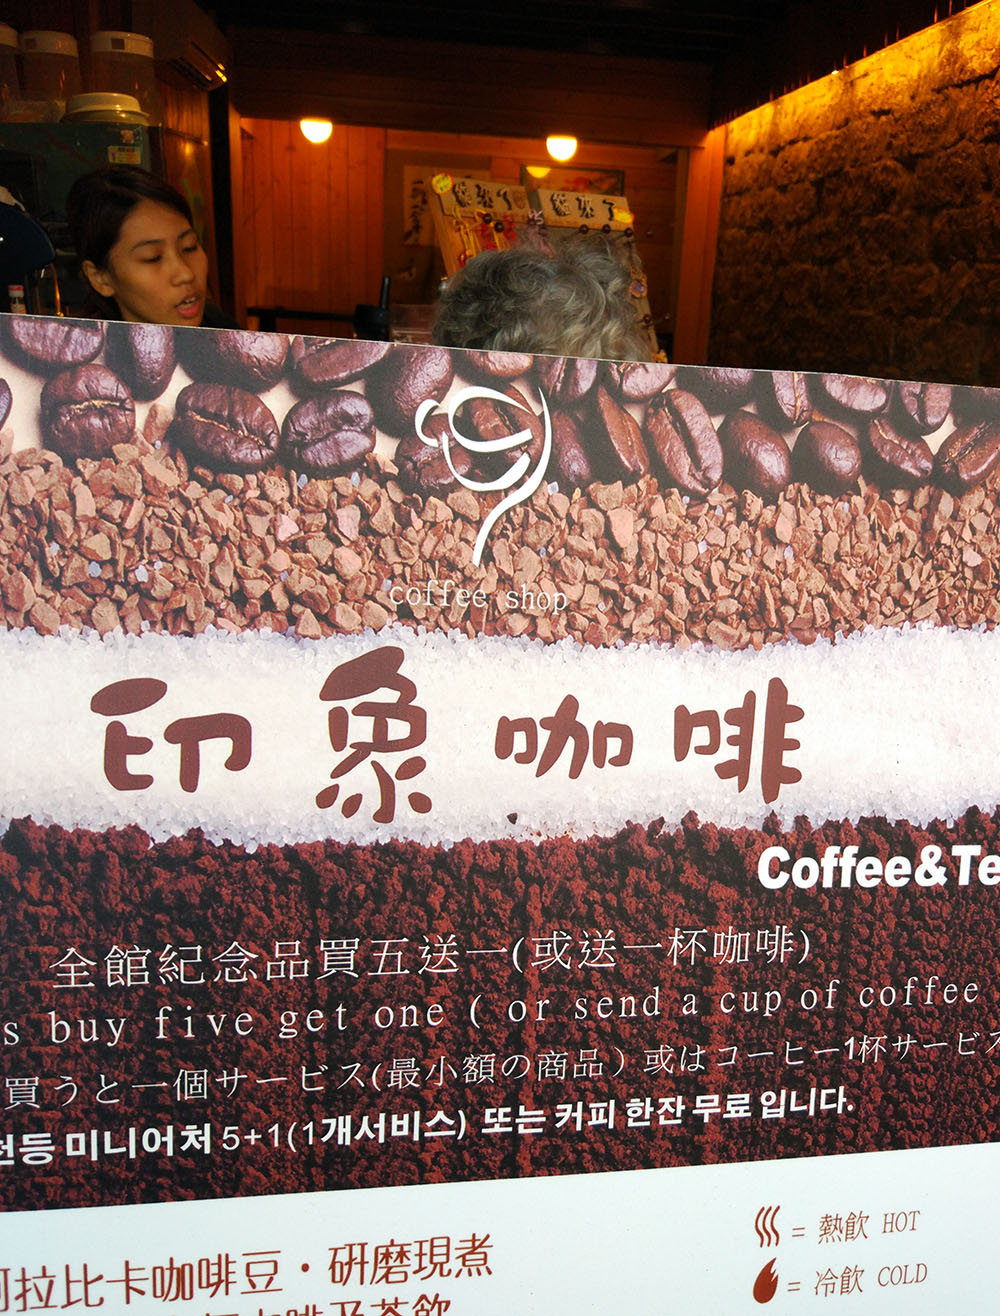 coffee shop
印象咖啡
Coffee&Te
全館紀念品買五送一(或送一杯咖啡)
s buy five get one ( or send a cup of coffee
買うと一個サービス(最小額の商品）或はコーヒー1杯サービス
등 미니어처 5+1(1개서비스) 또는 커피 한잔 무료 입니다.
= 熱飲 HOT
阿拉比卡咖啡豆・研磨現煮
= 冷飲 COLD